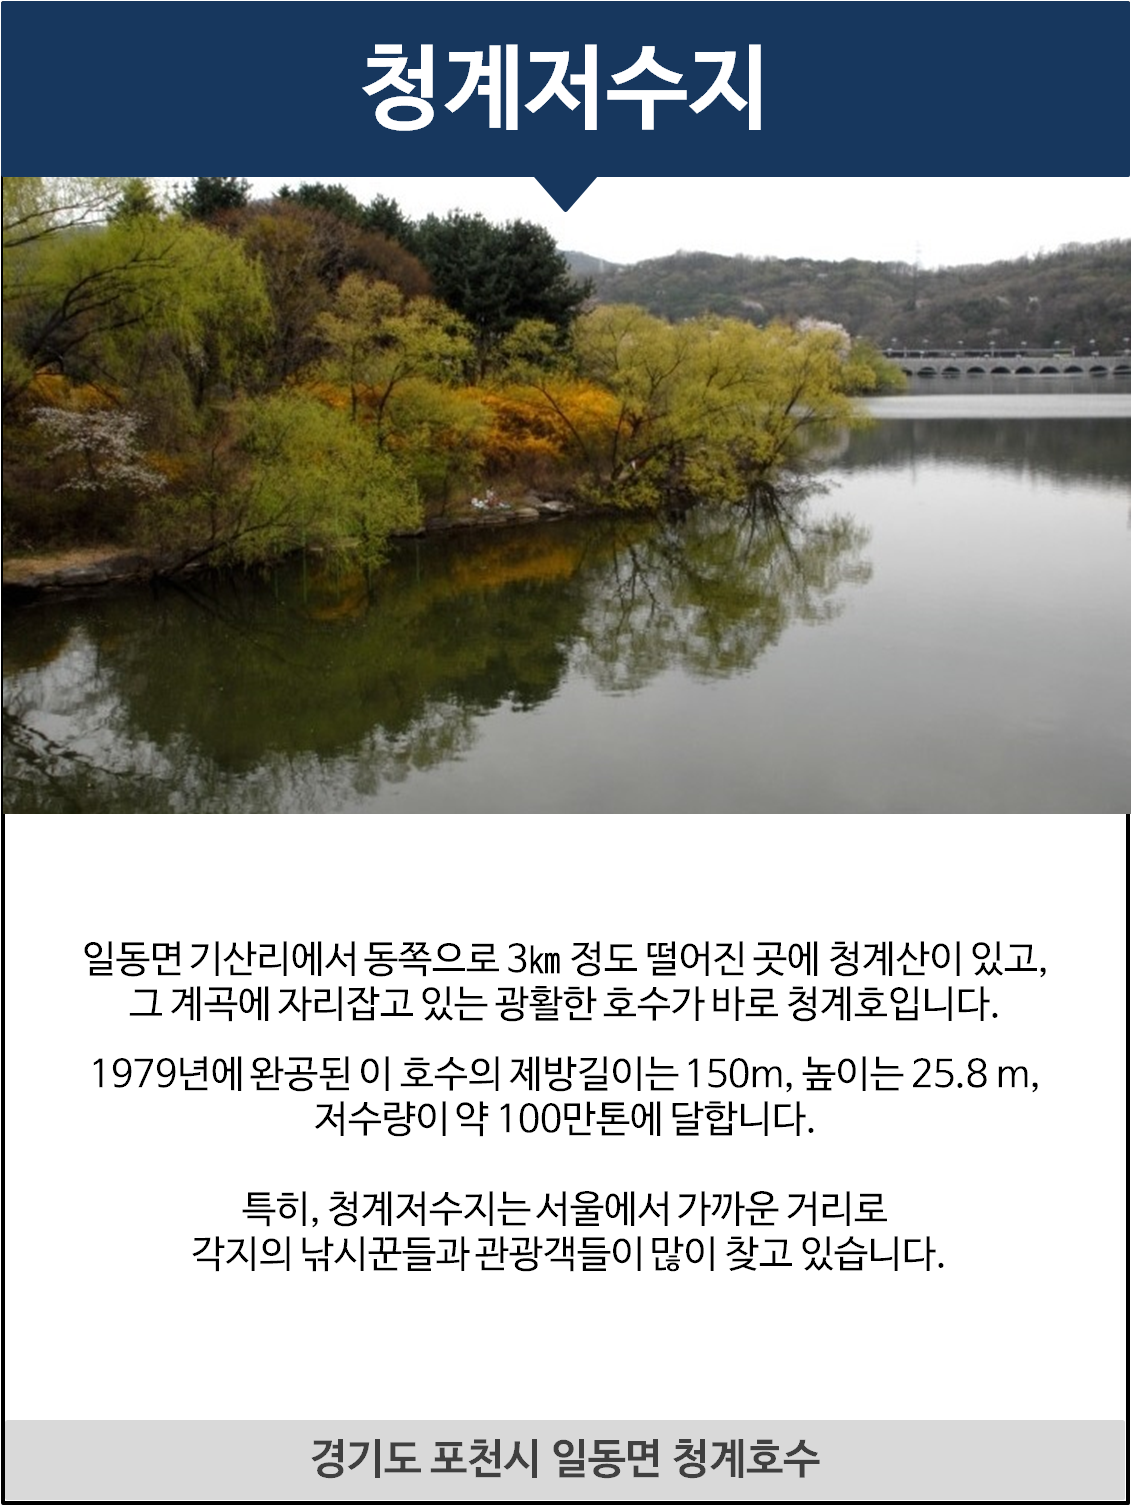 청계저수지
일동면 기산리에서 동쪽으로 3㎞ 정도 떨어진 곳에 청계산이 있고,
그 계곡에 자리잡고 있는 광활한 호수가 바로 청계호입니다.
1979년에 완공된 이 호수의 제방길이는 150m, 높이는 25.8 m,
저수량이 약 100만톤에 달합니다.
특히, 청계저수지는 서울에서 가까운 거리로
각지의 낚시꾼들과 관광객들이 많이 찾고 있습니다.
경기도 포천시 일동면 청계호수